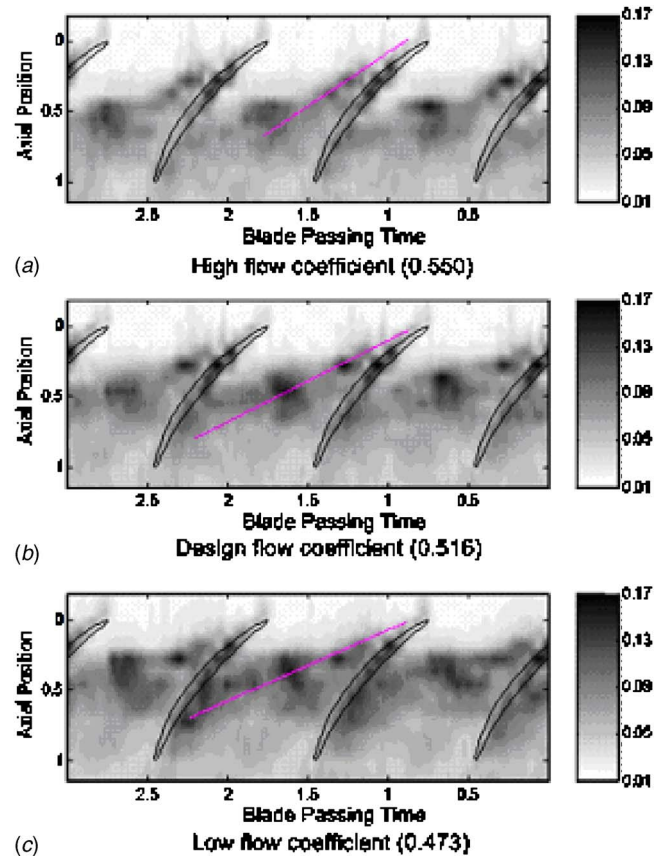 0.17
0
0.13
Axial Position
0.5
0.09
0.05
1
0.01
2.5 2 1.5 1 0.5
Blade Passing Time
(a) High flow coefficient (0.550)
0.17
0
0.13
Axial Position
0.5
0.09
0.05
1
0.01
2.5 2 1.5 1 0.5
Blade Passing Time
(b) Design flow coefficient (0.516)
0.17
0
0.13
Axial Position
0.5
0.09
0.05
1
0.01
2.5 2 1.5 1 0.5
Blade Passing Time
(c) Low flow coefficient (0.473)